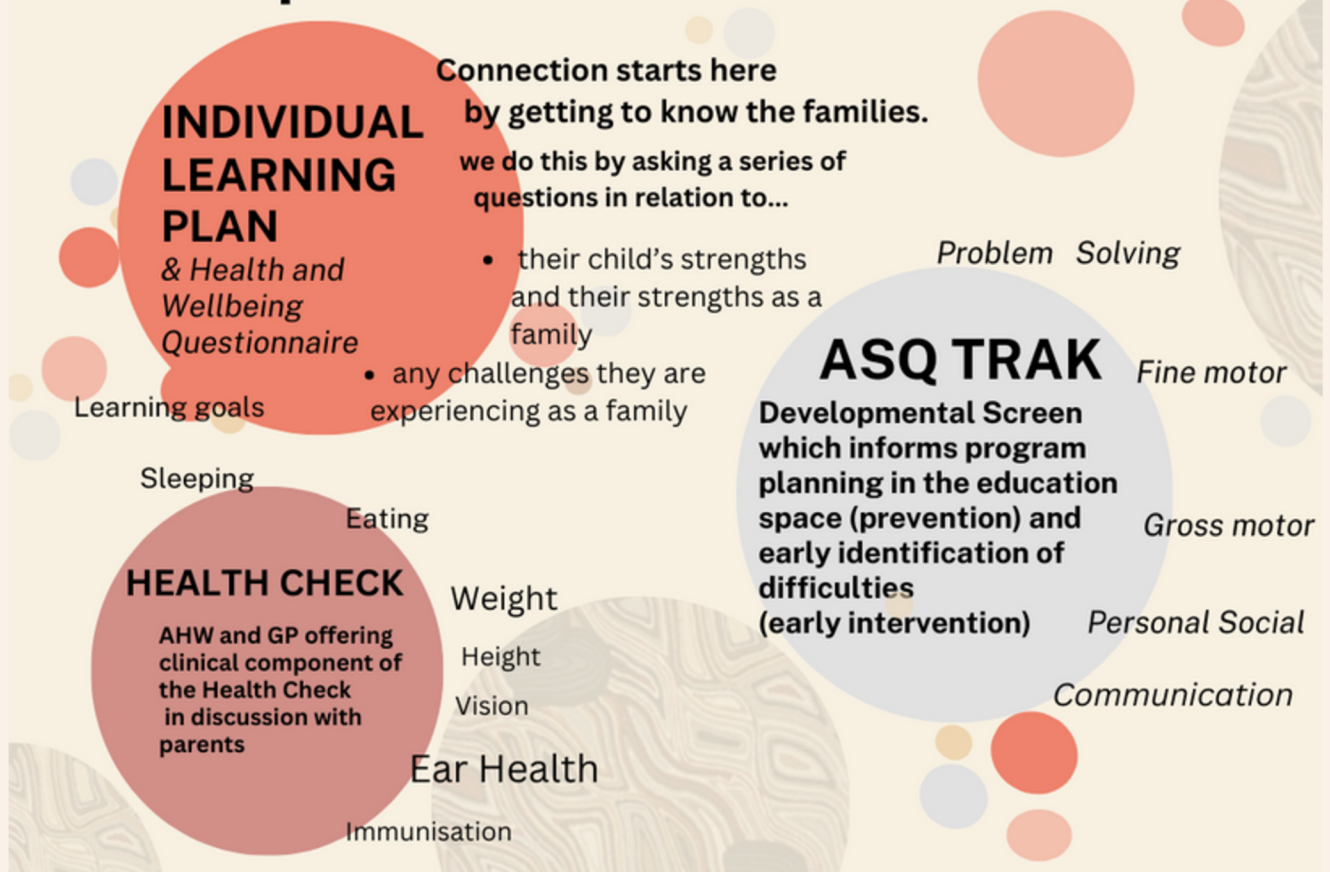 Connection starts here
by getting to know the families.
we do this by asking a series of
questions in relation to...
INDIVIDUAL
LEARNING
PLAN
& Health and
Wellbeing
Questionnaire
• their child's strengths
and their strengths as a
family
• any challenges they are
experiencing as a family
Learning goals
Sleeping
Eating
HEALTH CHECK
AHW and GP offering
clinical component of
the Health Check
in discussion with
parents
Weight
Height
Vision
Ear Health
Immunisation
Problem Solving
ASQ TRAK
Developmental Screen
which informs program
planning in the education
space (prevention) and
early identification of
difficulties
(early intervention)
Fine motor
Gross motor
Personal Social
Communication